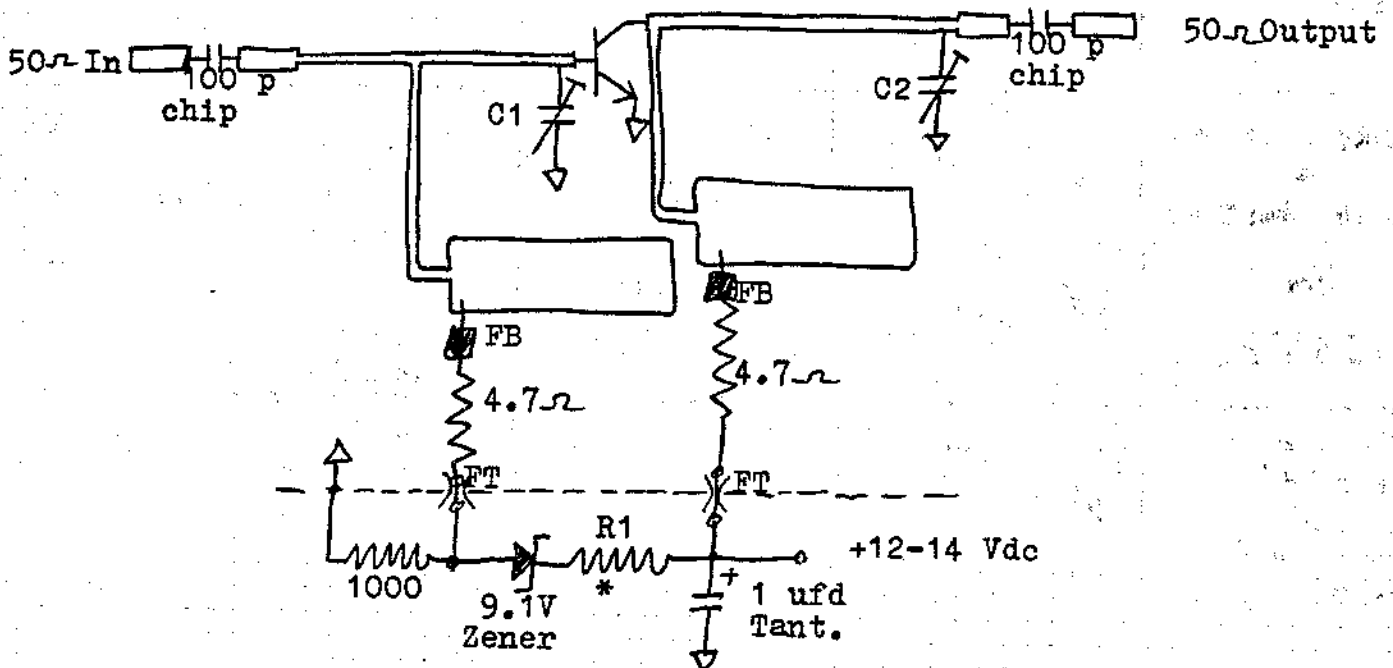 50Ω In
100 p
chip
C1
C2
100 p
chip
50Ω Output
FB
FB
4.7Ω
4.7Ω
FT
FT
R1
*
+12-14 Vdc
1000
9.1V
Zener
+
1 ufd
Tant.